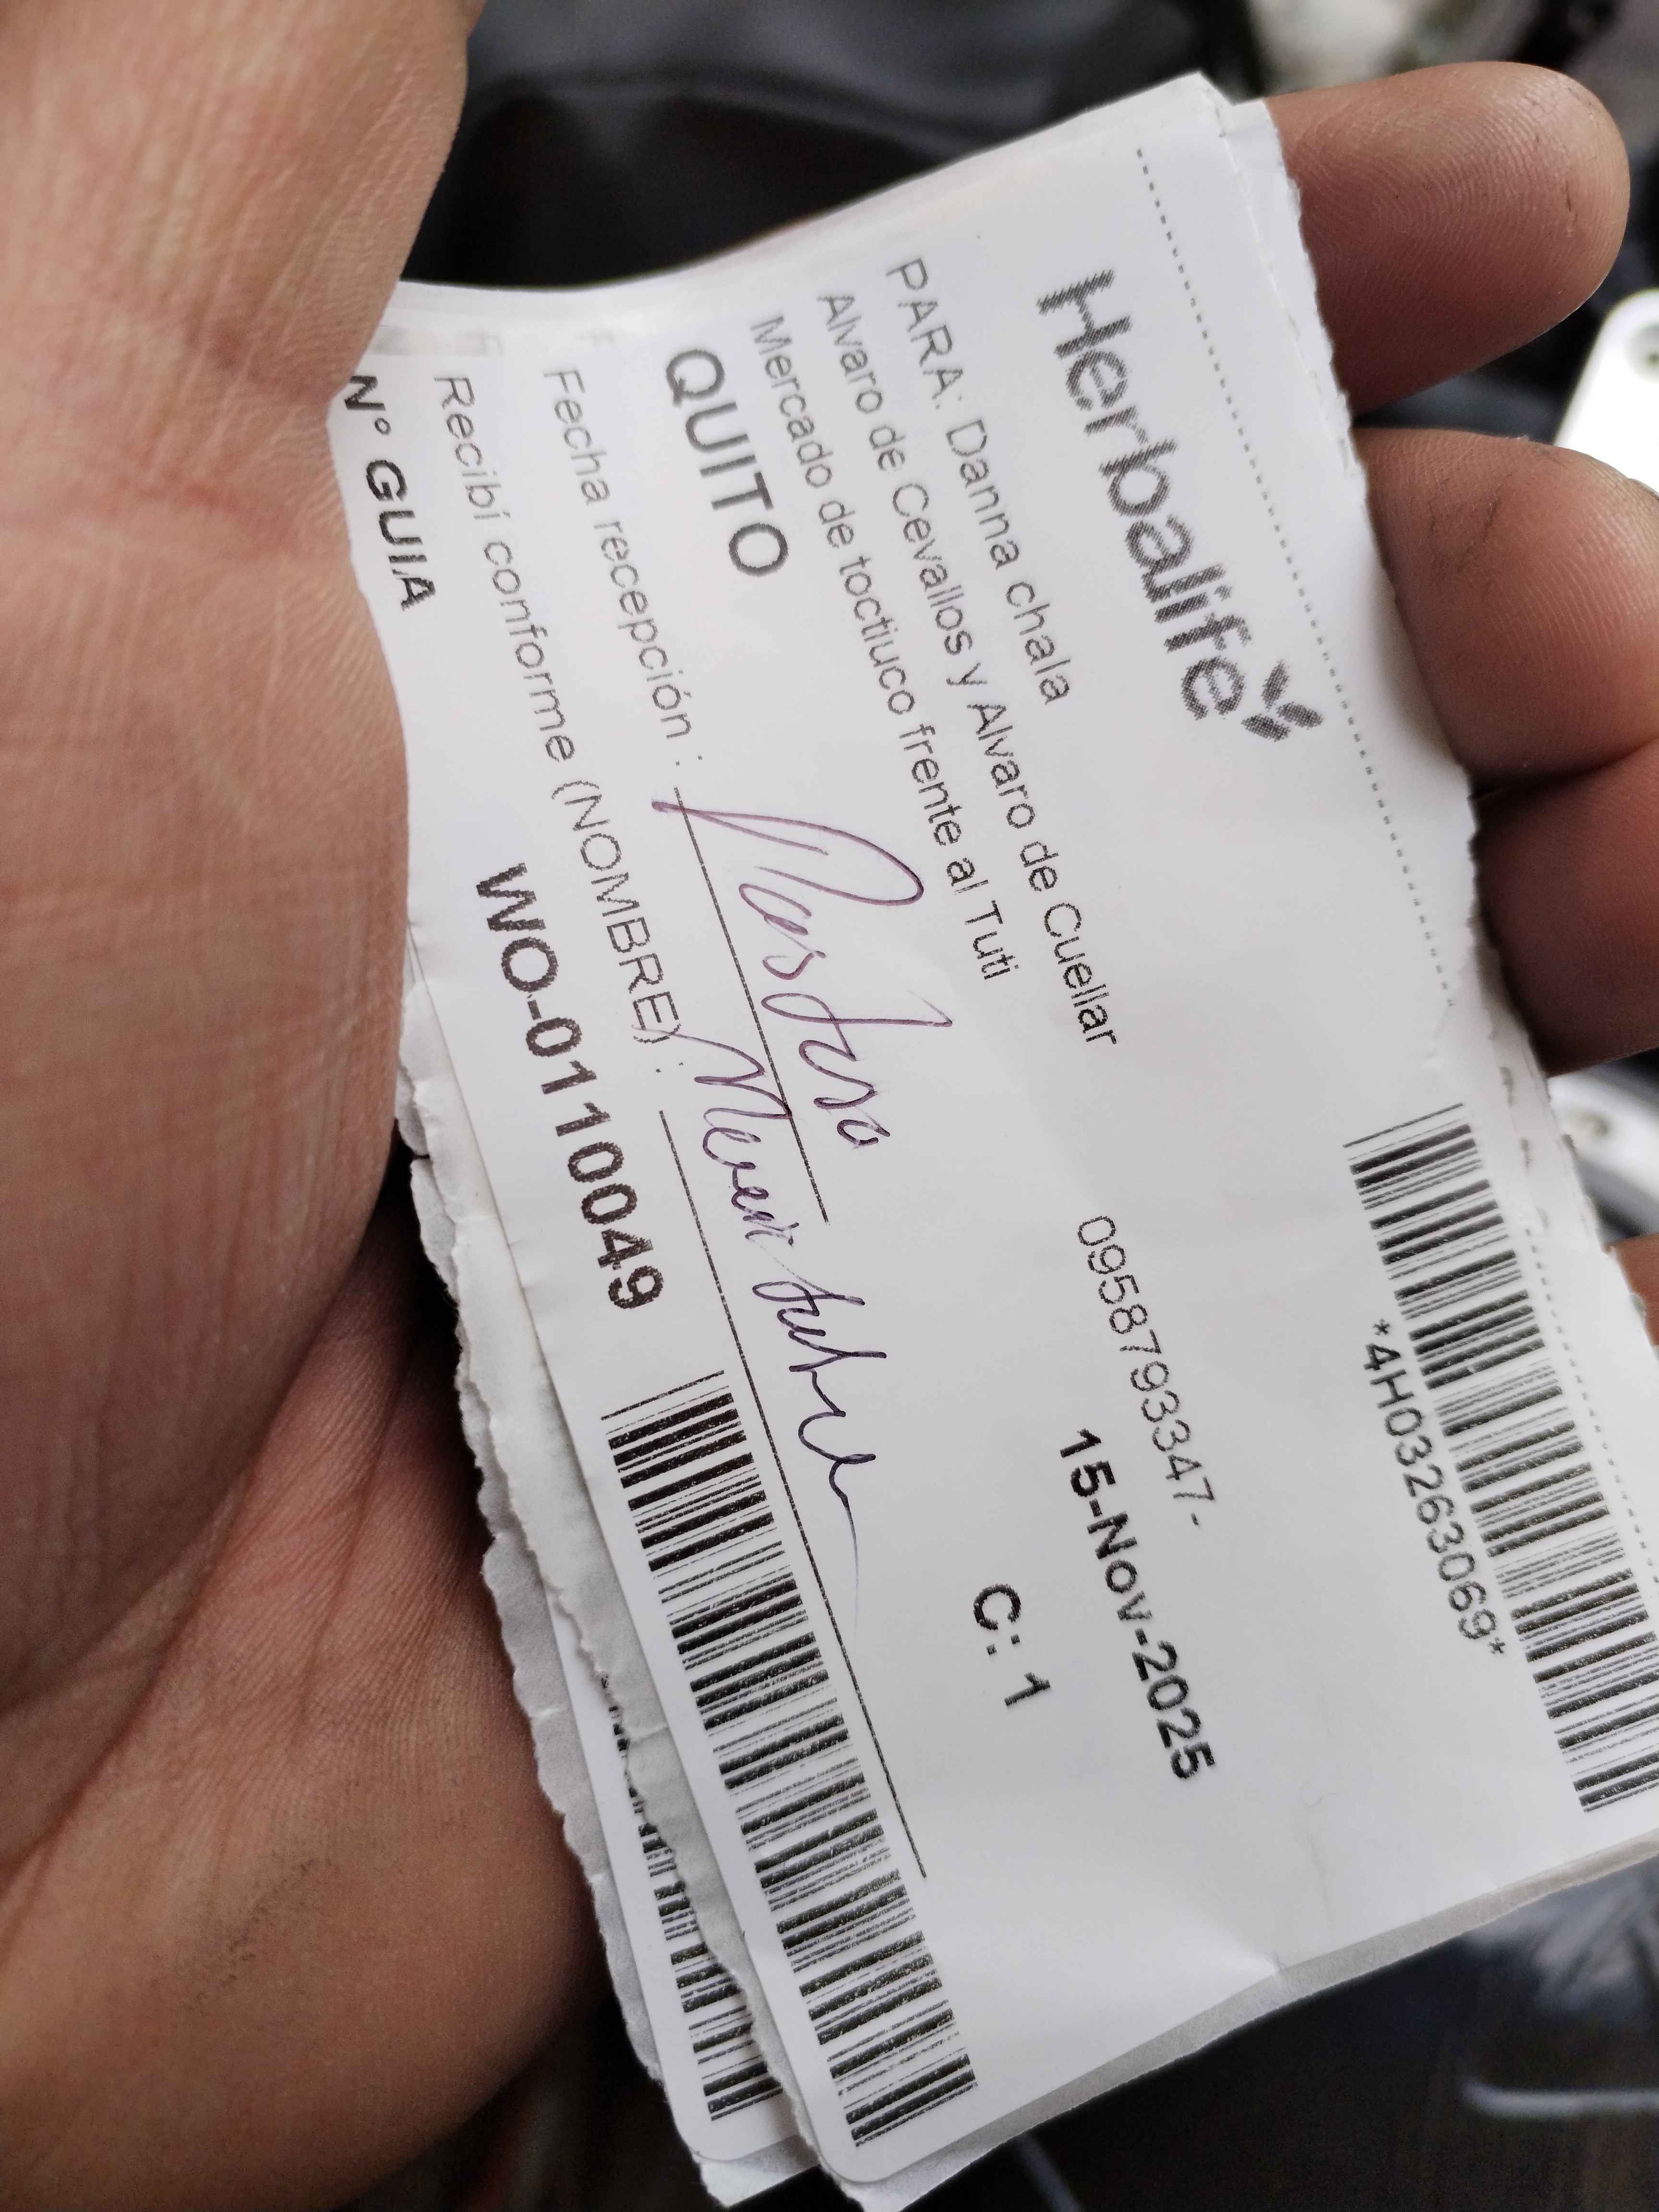 Herbalife
*4H03263069*
PARA: Danna chala
0958793347-
Alvaro de Cevallos y Alvaro de Cuellar
15-Nov-2025
Mercado de toctiuco frente al Tuti
QUITO
C: 1
Fecha recepción :
Recibí conforme (NOMBRE) :
N° GUIA
WO-0110049